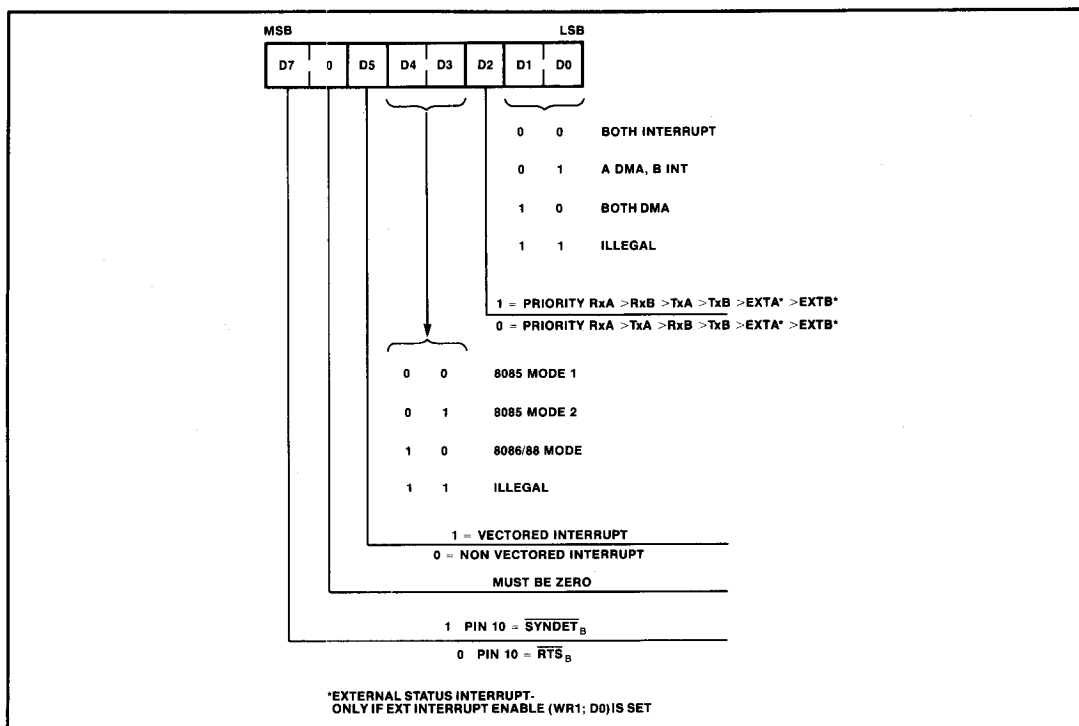 MSB LSB
D7 0 D5 D4 D3 D2 D1 D0
0 0 BOTH INTERRUPT
0 1 A DMA, B INT
1 0 BOTH DMA
1 1 ILLEGAL
1 = PRIORITY RxA >RxB >TxA >TxB >EXTA* >EXTB*
0 = PRIORITY RxA >TxA >RxB >TxB >EXTA* >EXTB*
0 0 8085 MODE 1
0 1 8085 MODE 2
1 0 8086/88 MODE
1 1 ILLEGAL
1 = VECTORED INTERRUPT
0 = NON VECTORED INTERRUPT
MUST BE ZERO
1 PIN 10 = SYNDET B
0 PIN 10 = RTS B
*EXTERNAL STATUS INTERRUPT-
ONLY IF EXT INTERRUPT ENABLE (WR1; D0) IS SET